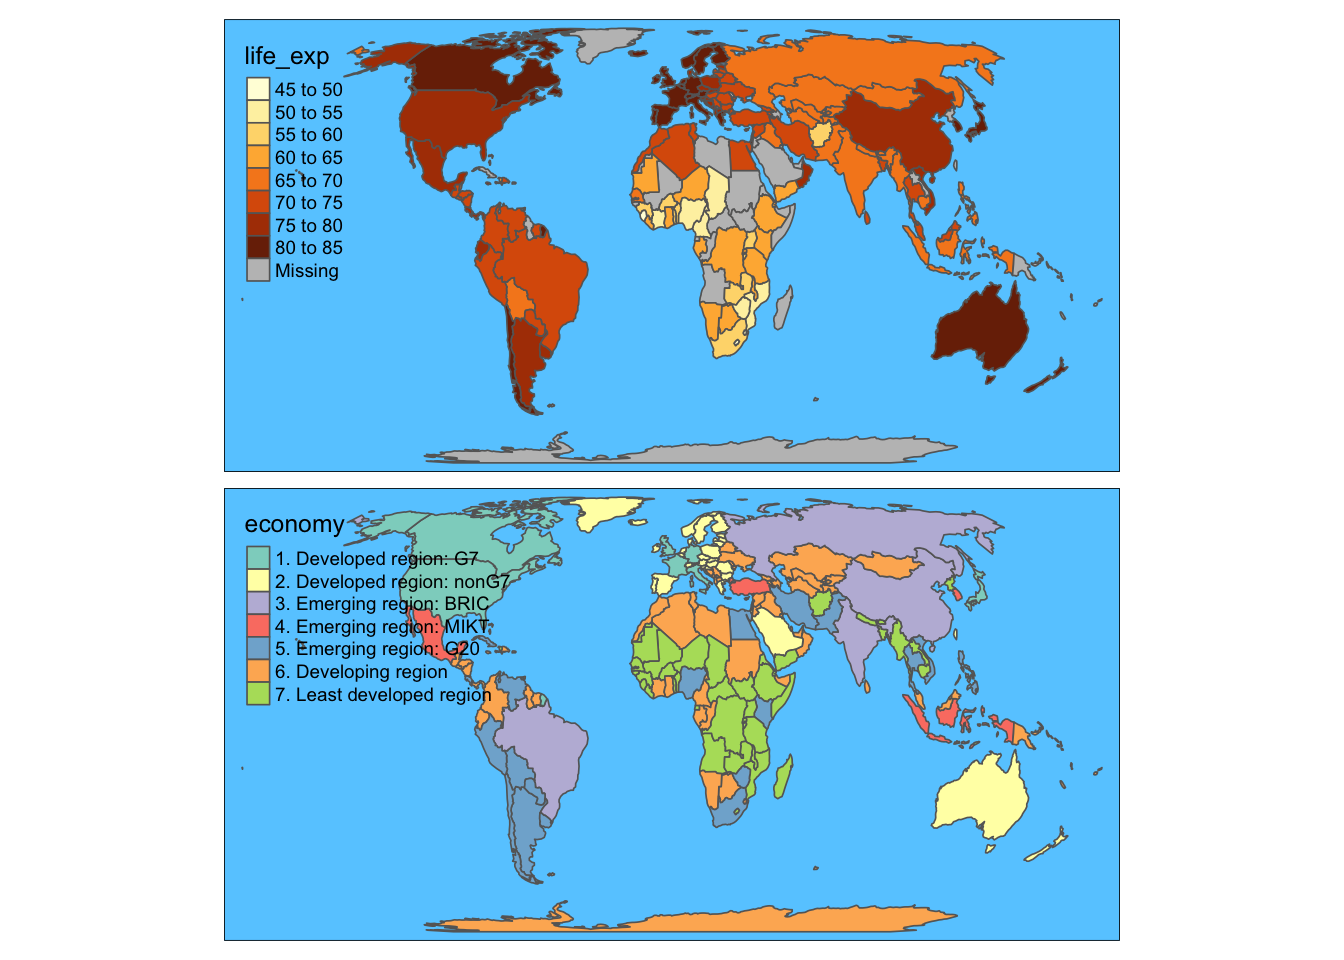 life_exp
45 to 50
50 to 55
55 to 60
60 to 65
65 to 70
70 to 75
75 to 80
80 to 85
Missing
economy
1. Developed region: G7
2. Developed region: nonG7
3. Emerging region: BRIC
4. Emerging region: MIKT
5. Emerging region: G20
6. Developing region
7. Least developed region